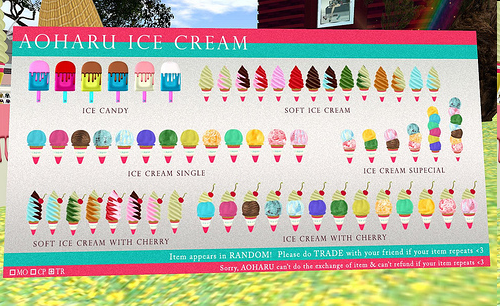 AOHARU ICE CREAM
ICE CANDY
SOFT ICE CREAM
ICE CREAM SINGLE
ICE CREAM SUPECIAL
SOFT ICE CREAM WITH CHERRY
ICE CREAM WITH CHERRY
Item appears in RANDOM! Please do TRADE with your friend if your item repeats <3
□MO □CP ⊠TR
Sorry, AOHARU can't do the exchange of item & can't refund if your item repeats <3